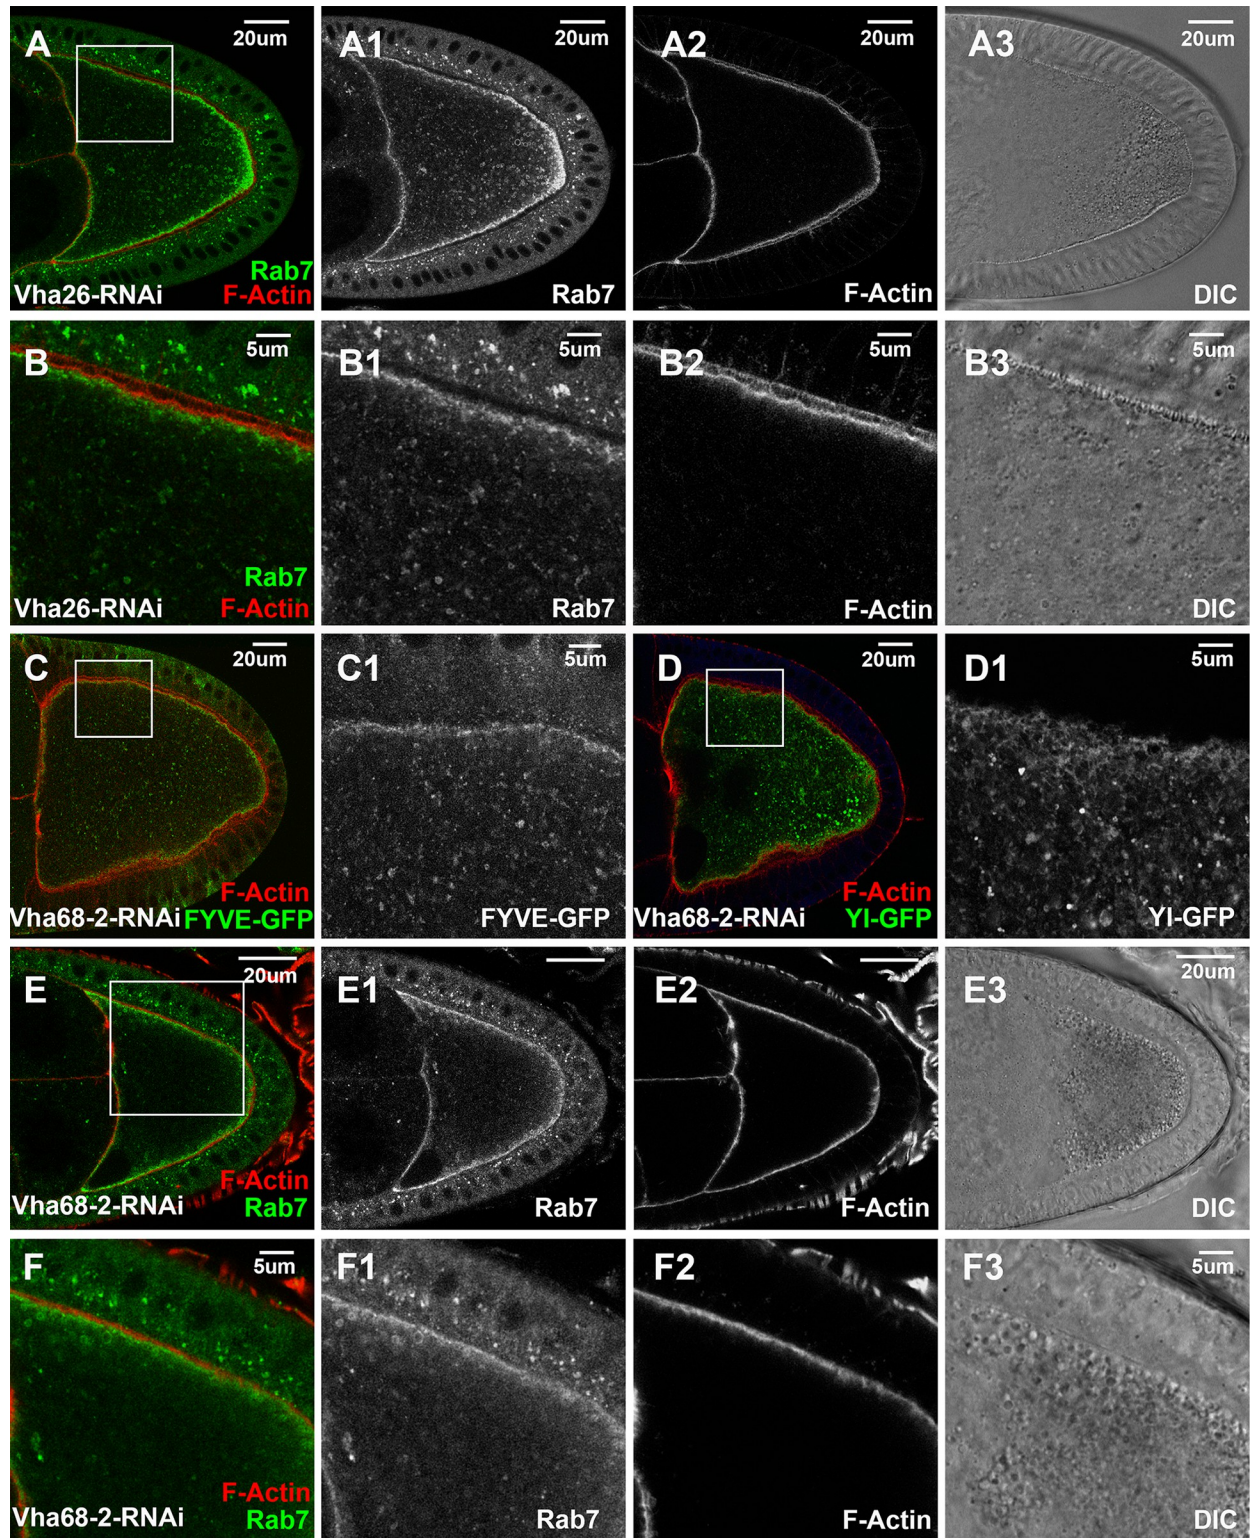 A
20um
Rab7
Vha26-RNAi F-Actin
A1
20um
Rab7
A2
20um
F-Actin
A3
20um
DIC
B
5um
Rab7
Vha26-RNAi F-Actin
B1
5um
Rab7
B2
5um
F-Actin
B3
5um
DIC
C
20um
F-Actin
Vha68-2-RNAi FYVE-GFP
C1
5um
FYVE-GFP
D
20um
F-Actin
Vha68-2-RNAi YI-GFP
D1
5um
YI-GFP
E
20um
F-Actin
Vha68-2-RNAi Rab7
E1
Rab7
E2
F-Actin
E3
20um
DIC
F
5um
F-Actin
Vha68-2-RNAi Rab7
F1
Rab7
F2
F-Actin
F3
5um
DIC